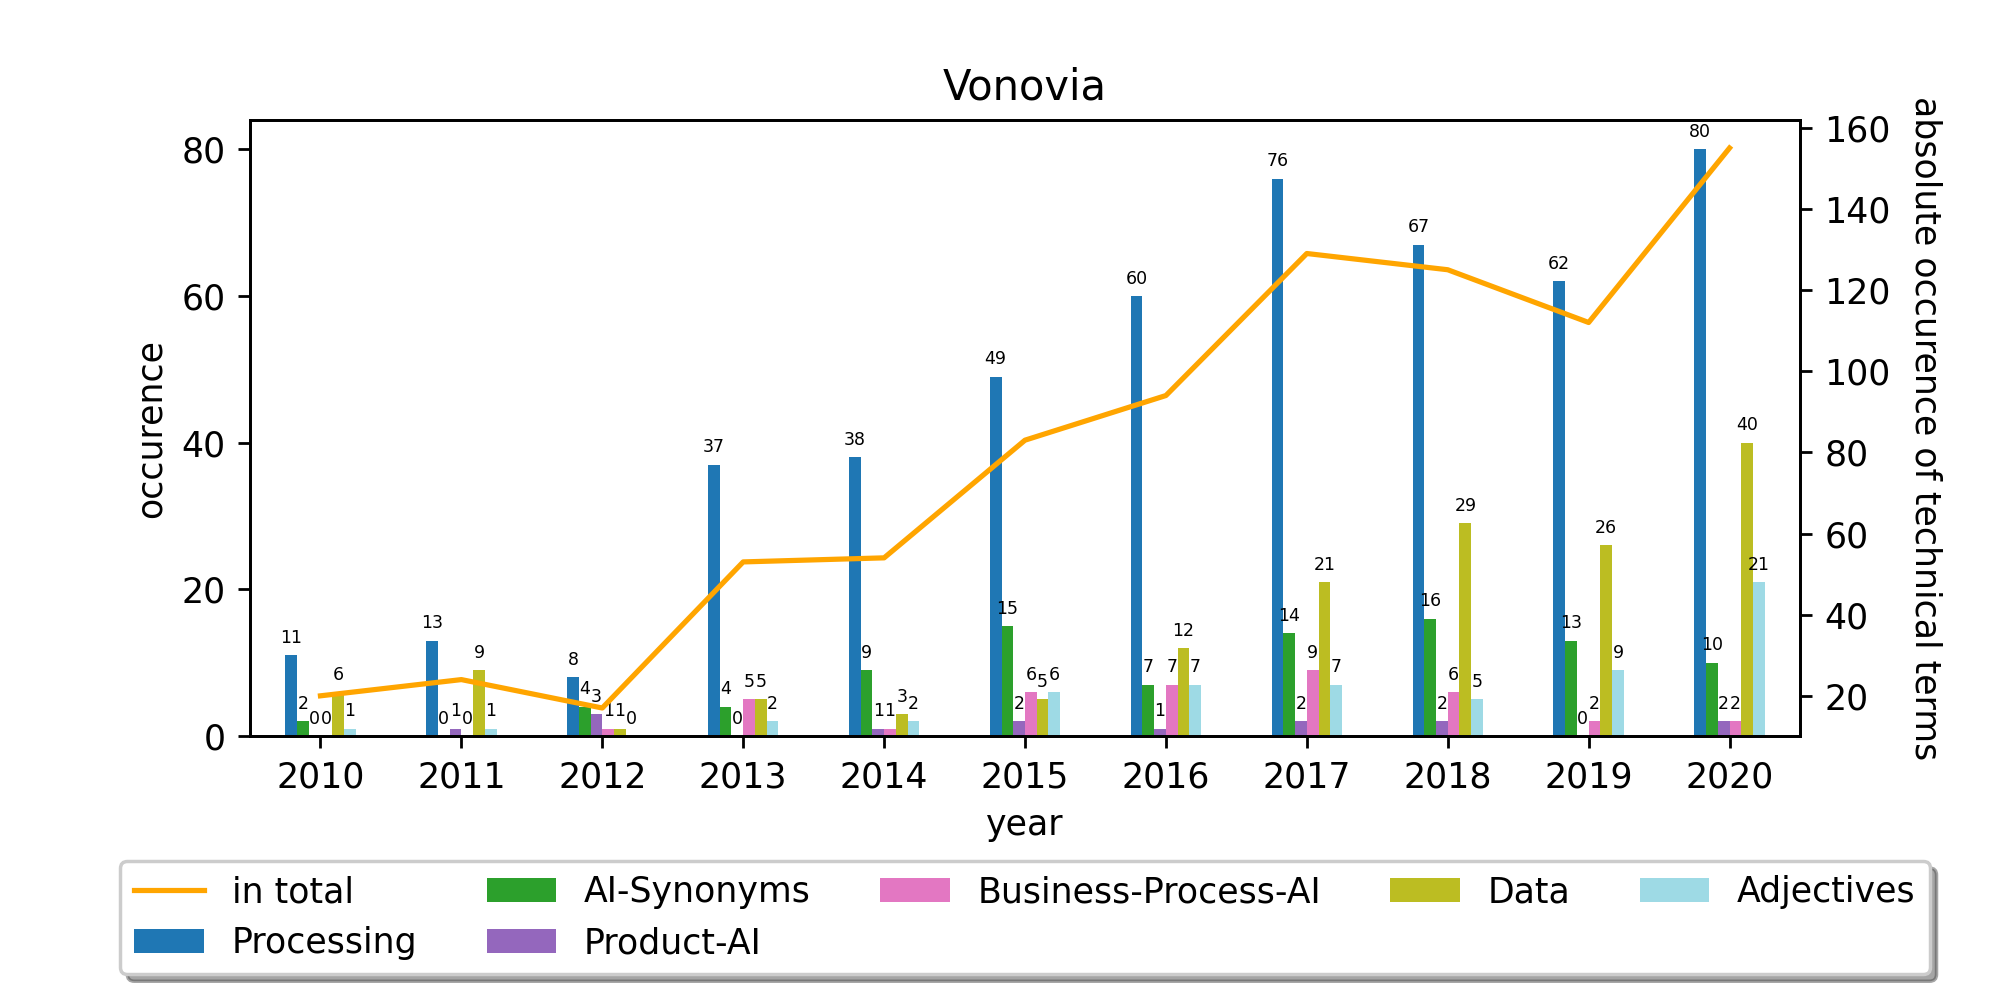 Vonovia
occurence
80
60
40
20
0
absolute occurence of technical terms
160
140
120
100
80
60
40
20
11 2 0 0 6 1
13 0 1 0 9 1
8 4 3 1 1 0
37 4 0 5 5 2
38 9 1 1 3 2
49 15 2 6 5 6
60 7 1 7 12 7
76 14 2 9 21 7
67 16 2 6 29 5
62 13 0 2 26 9
80 10 2 2 40 21
2010 2011 2012 2013 2014 2015 2016 2017 2018 2019 2020
year
in total AI-Synonyms Business-Process-AI Data Adjectives
Processing Product-AI